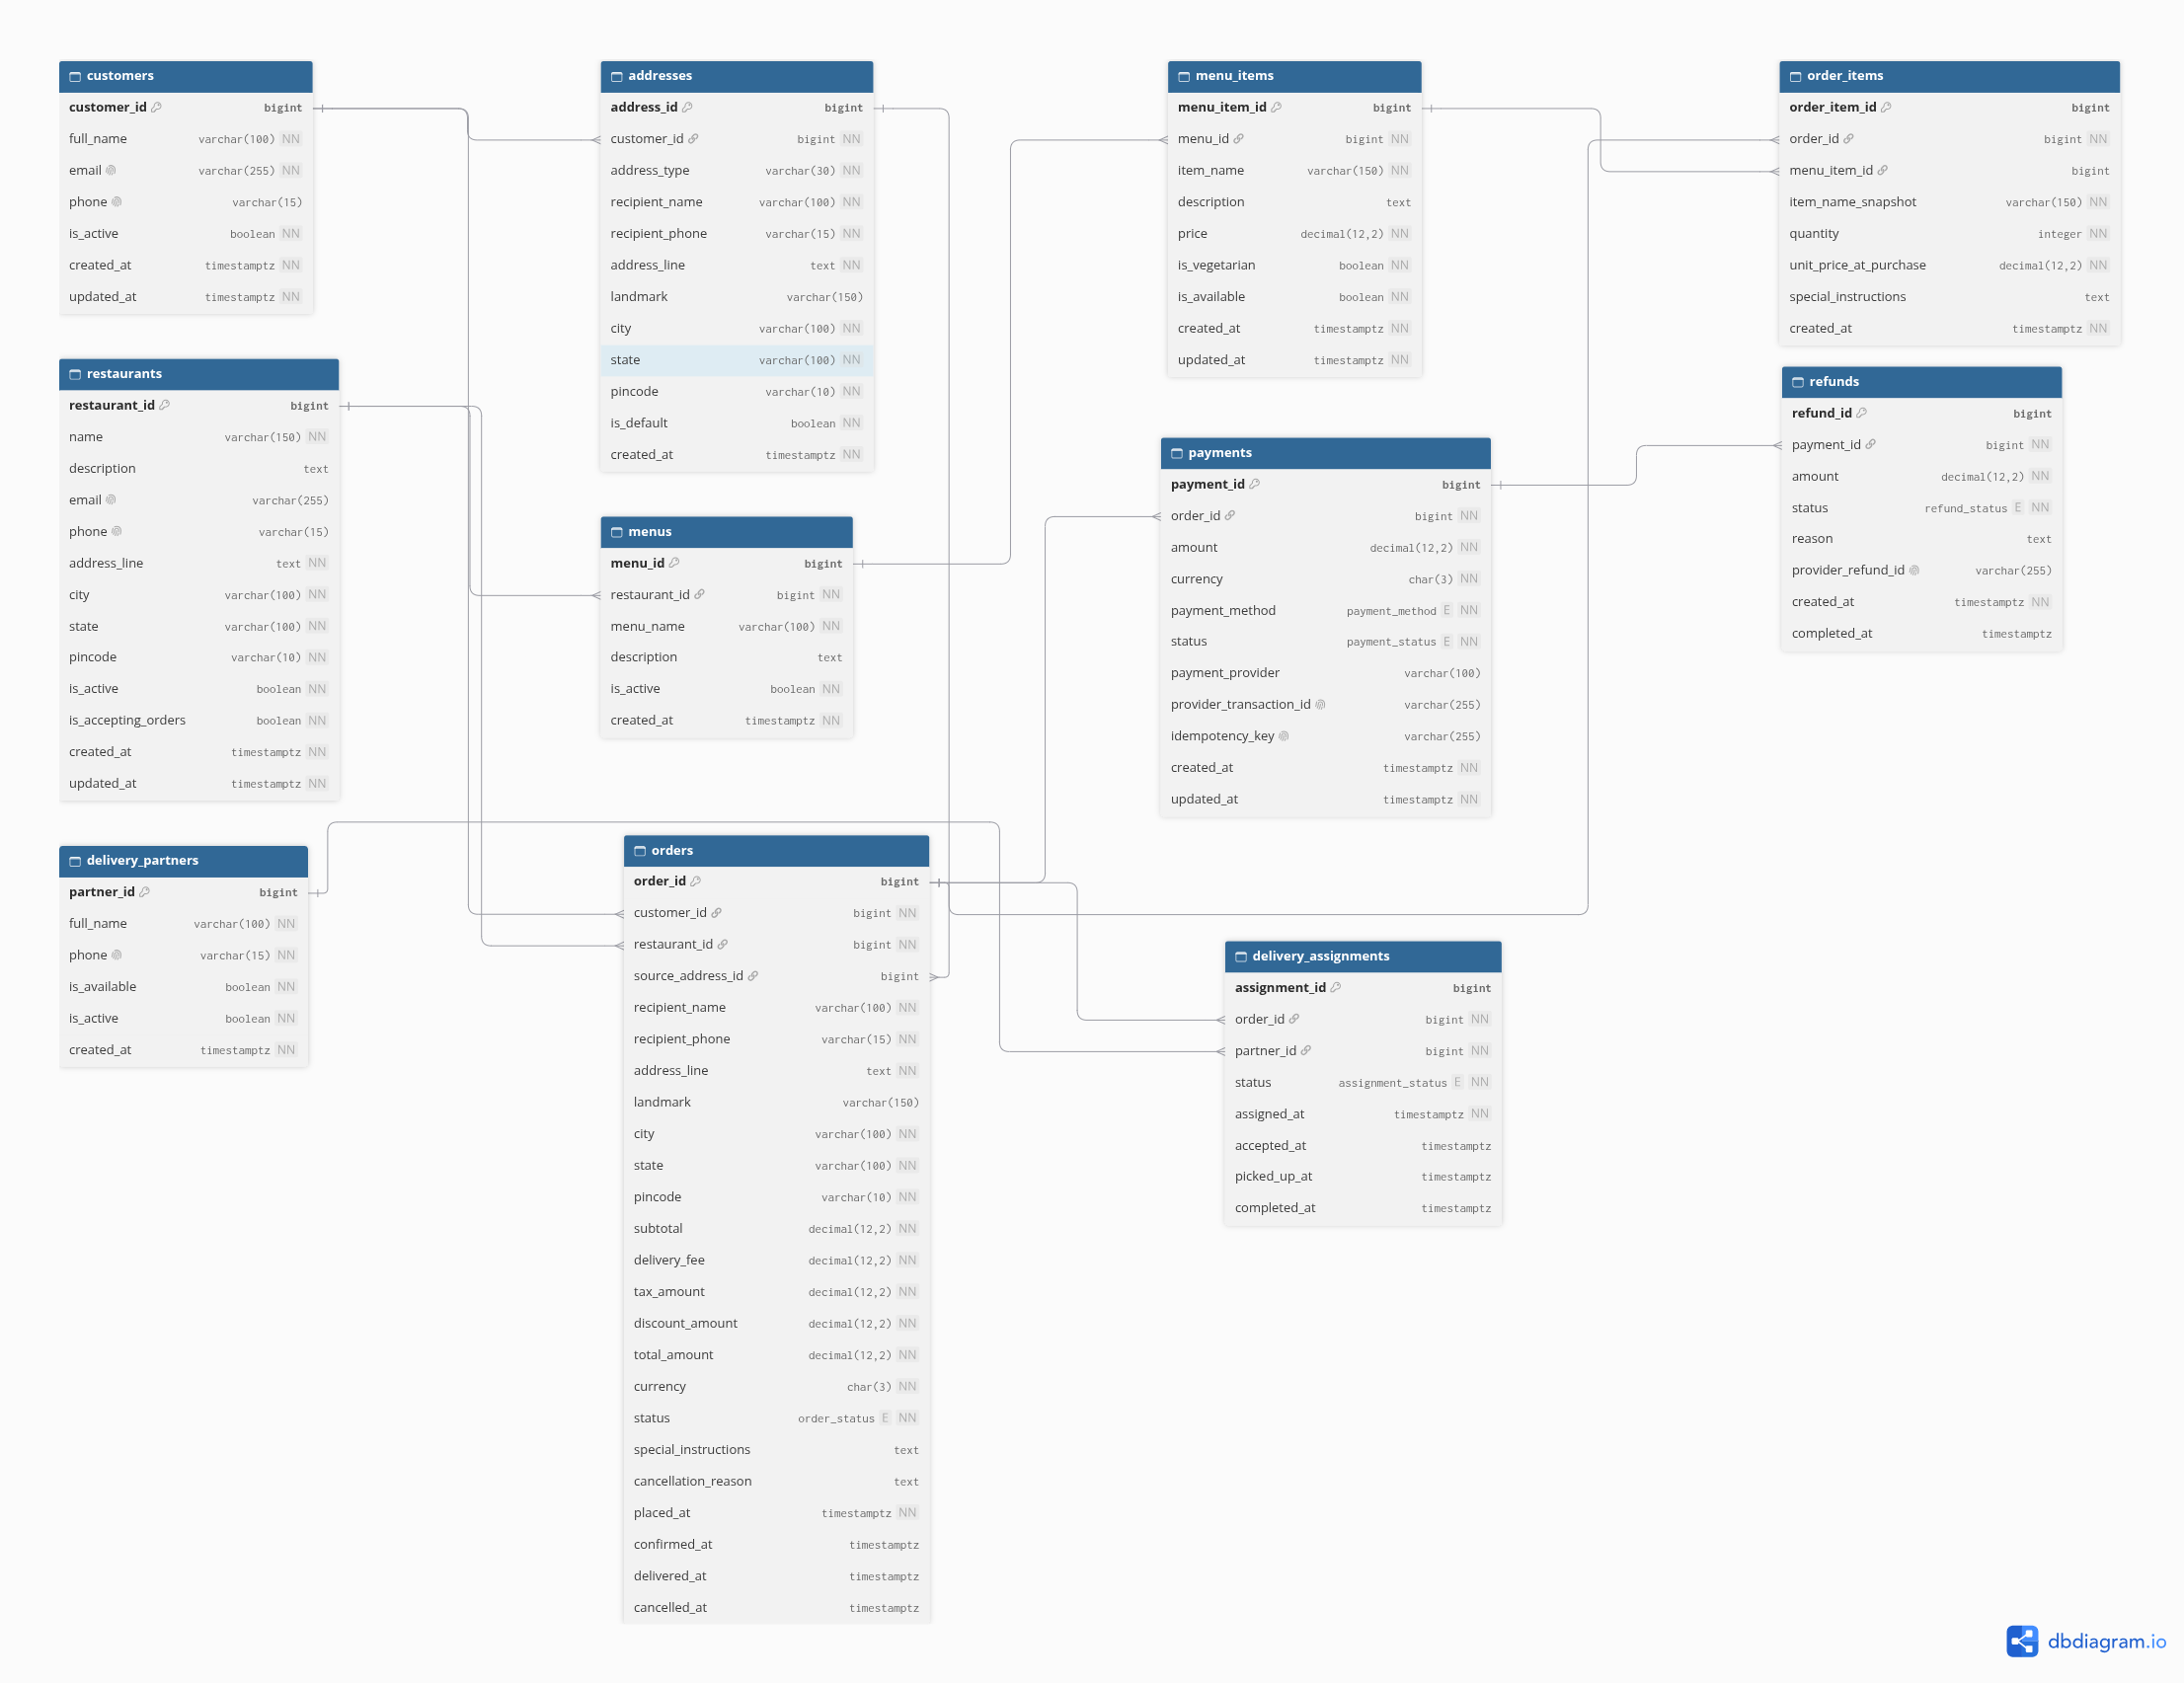 customers
customer_id bigint
full_name varchar(100) NN
email varchar(255) NN
phone varchar(15)
is_active boolean NN
created_at timestamptz NN
updated_at timestamptz NN
restaurants
restaurant_id bigint
name varchar(150) NN
description text
email varchar(255)
phone varchar(15)
address_line text NN
city varchar(100) NN
state varchar(100) NN
pincode varchar(10) NN
is_active boolean NN
is_accepting_orders boolean NN
created_at timestamptz NN
updated_at timestamptz NN
delivery_partners
partner_id bigint
full_name varchar(100) NN
phone varchar(15) NN
is_available boolean NN
is_active boolean NN
created_at timestamptz NN
addresses
address_id bigint
customer_id bigint NN
address_type varchar(30) NN
recipient_name varchar(100) NN
recipient_phone varchar(15) NN
address_line text NN
landmark varchar(150)
city varchar(100) NN
state varchar(100) NN
pincode varchar(10) NN
is_default boolean NN
created_at timestamptz NN
menus
menu_id bigint
restaurant_id bigint NN
menu_name varchar(100) NN
description text
is_active boolean NN
created_at timestamptz NN
orders
order_id bigint
customer_id bigint NN
restaurant_id bigint NN
source_address_id bigint
recipient_name varchar(100) NN
recipient_phone varchar(15) NN
address_line text NN
landmark varchar(150)
city varchar(100) NN
state varchar(100) NN
pincode varchar(10) NN
subtotal decimal(12,2) NN
delivery_fee decimal(12,2) NN
tax_amount decimal(12,2) NN
discount_amount decimal(12,2) NN
total_amount decimal(12,2) NN
currency char(3) NN
status order_status E NN
special_instructions text
cancellation_reason text
placed_at timestamptz NN
confirmed_at timestamptz
delivered_at timestamptz
cancelled_at timestamptz
menu_items
menu_item_id bigint
menu_id bigint NN
item_name varchar(150) NN
description text
price decimal(12,2) NN
is_vegetarian boolean NN
is_available boolean NN
created_at timestamptz NN
updated_at timestamptz NN
payments
payment_id bigint
order_id bigint NN
amount decimal(12,2) NN
currency char(3) NN
payment_method payment_method E NN
status payment_status E NN
payment_provider varchar(100)
provider_transaction_id varchar(255)
idempotency_key varchar(255)
created_at timestamptz NN
updated_at timestamptz NN
delivery_assignments
assignment_id bigint
order_id bigint NN
partner_id bigint NN
status assignment_status E NN
assigned_at timestamptz NN
accepted_at timestamptz
picked_up_at timestamptz
completed_at timestamptz
order_items
order_item_id bigint
order_id bigint NN
menu_item_id bigint
item_name_snapshot varchar(150) NN
quantity integer NN
unit_price_at_purchase decimal(12,2) NN
special_instructions text
created_at timestamptz NN
refunds
refund_id bigint
payment_id bigint NN
amount decimal(12,2) NN
status refund_status E NN
reason text
provider_refund_id varchar(255)
created_at timestamptz NN
completed_at timestamptz
dbdiagram.io